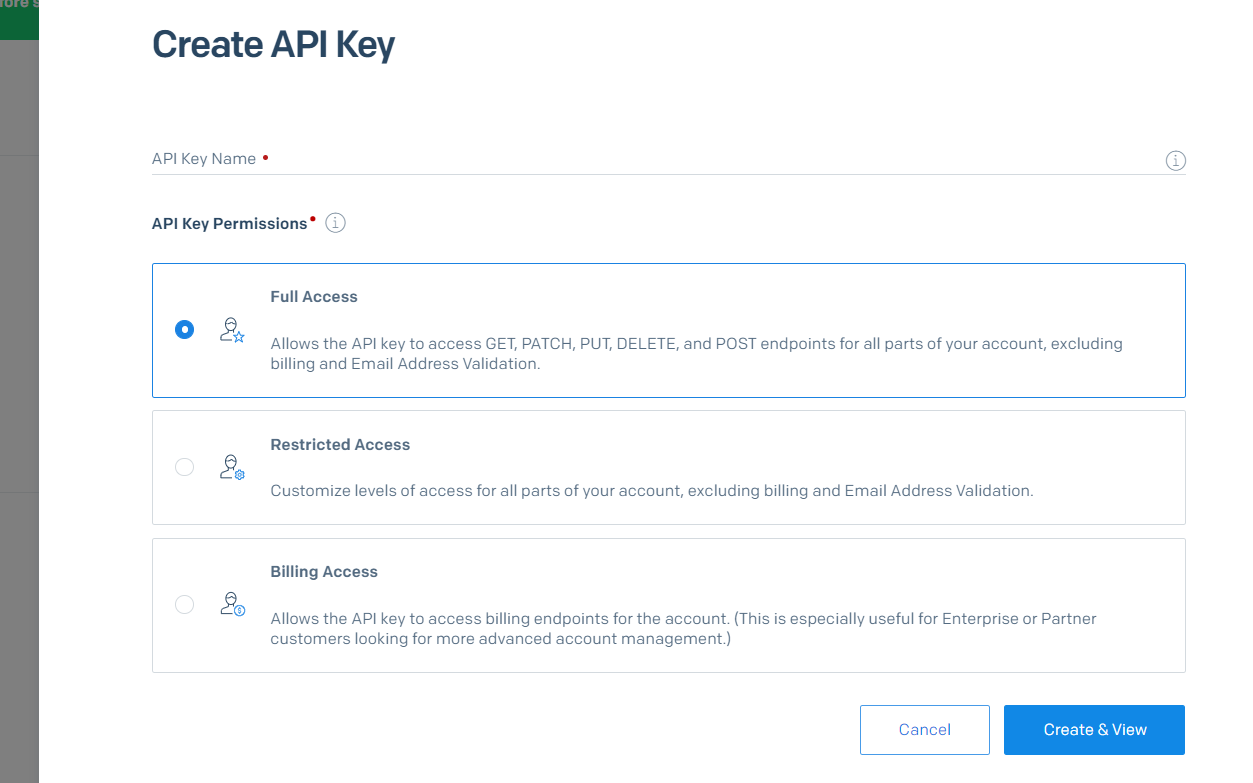 Create API Key
API Key Name
API Key Permissions
Full Access
Allows the API key to access GET, PATCH, PUT, DELETE, and POST endpoints for all parts of your account, excluding
billing and Email Address Validation.
Restricted Access
Customize levels of access for all parts of your account, excluding billing and Email Address Validation.
Billing Access
Allows the API key to access billing endpoints for the account. (This is especially useful for Enterprise or Partner
customers looking for more advanced account management.)
Cancel
Create & View